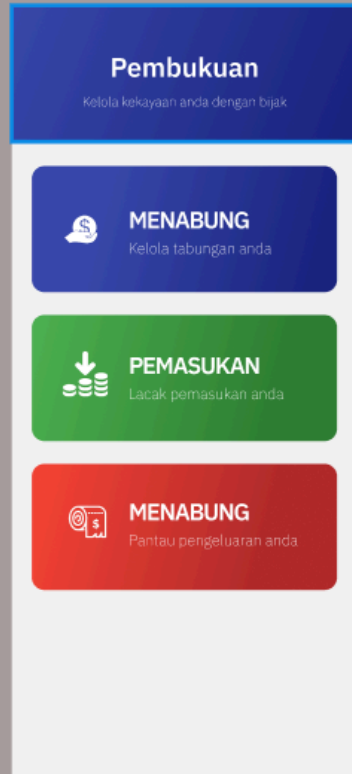 Pembukuan
Kelola kekayaan anda dengan bijak
$
MENABUNG
Kelola tabungan anda
PEMASUKAN
Lacak pemasukan anda
$
MENABUNG
Pantau pengeluaran anda